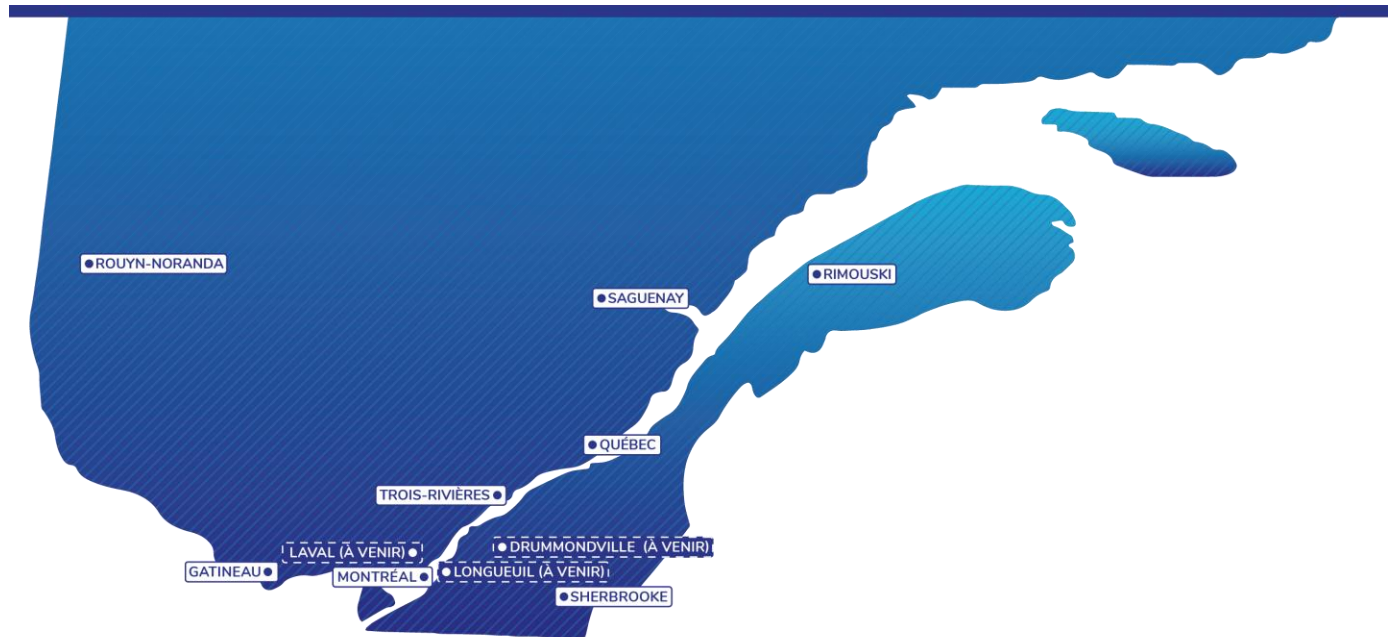 ROUYN-NORANDA
RIMOUSKI
SAGUENAY
QUÉBEC
TROIS-RIVIÈRES
DRUMMONDVILLE (À VENIR)
LAVAL (À VENIR)
GATINEAU
MONTRÉAL
LONGUEUIL (À VENIR)
SHERBROOKE